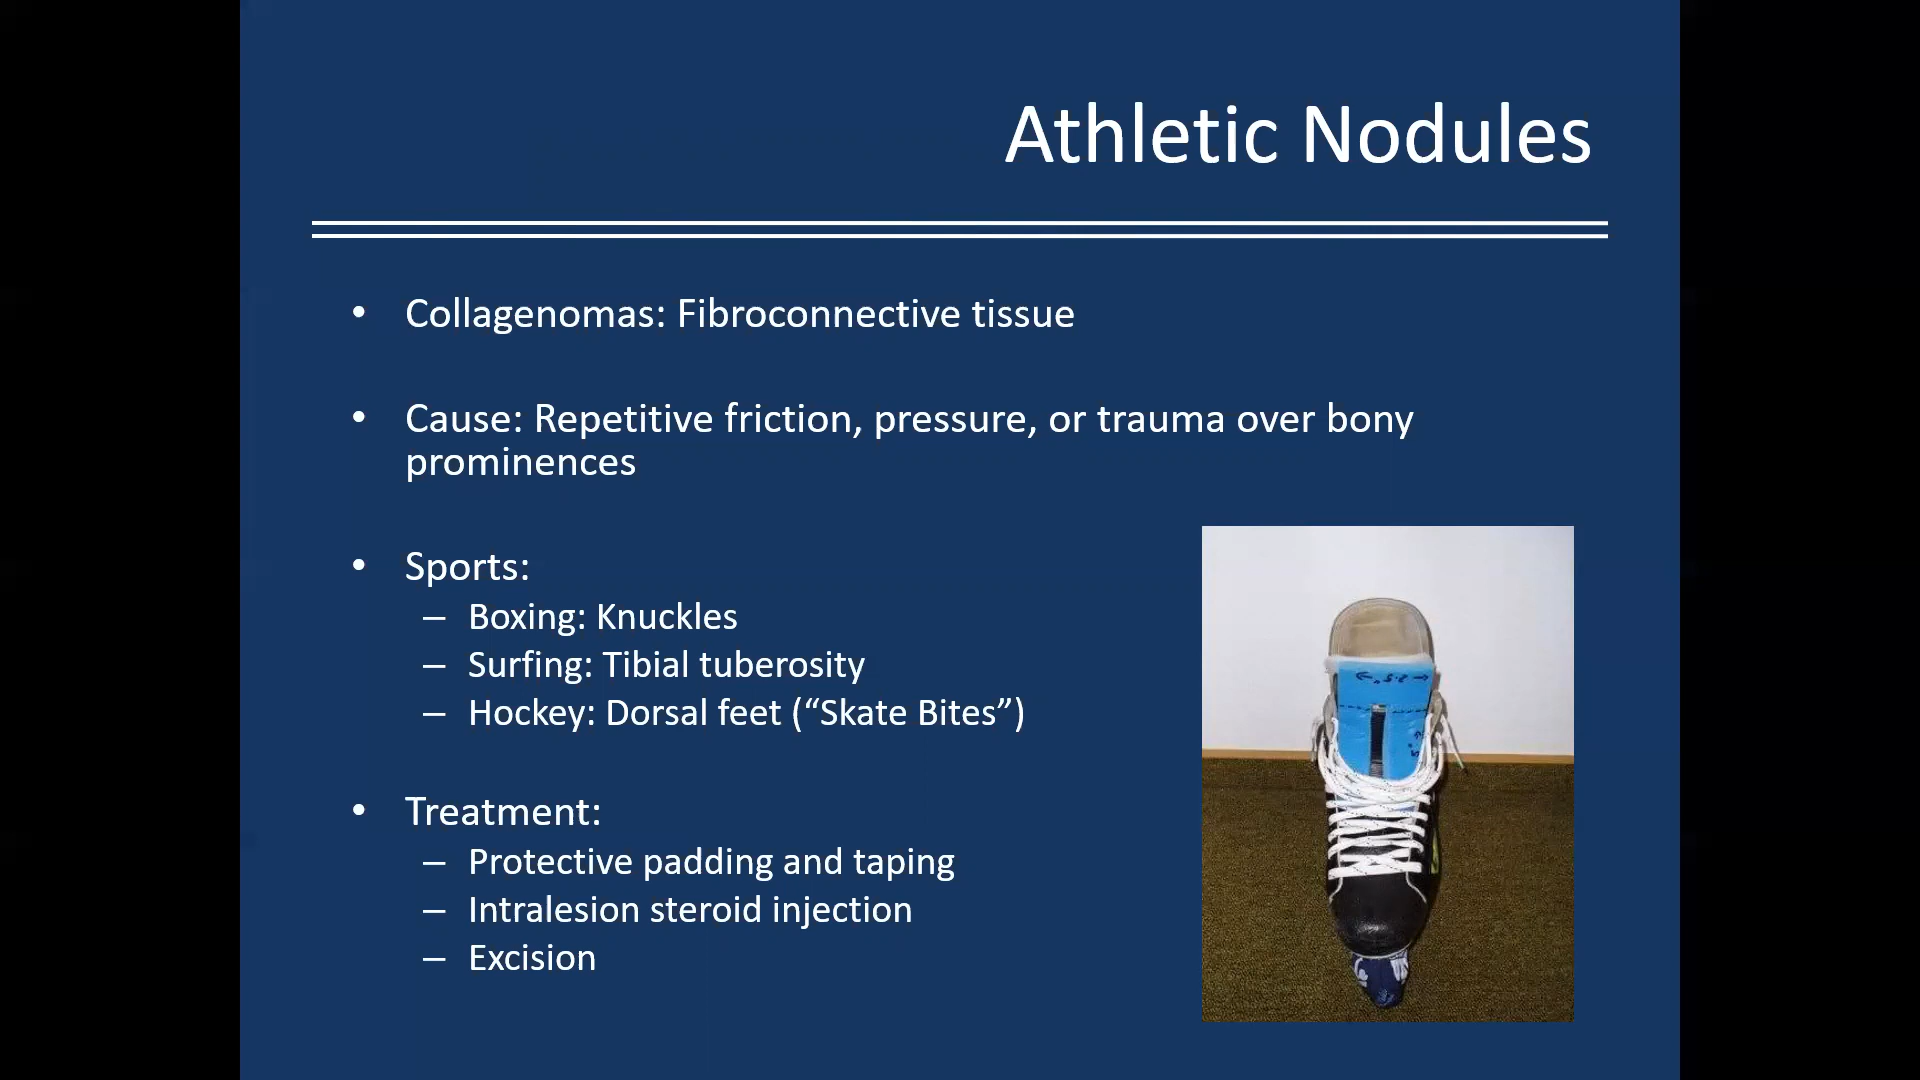 Athletic Nodules
• Collagenomas: Fibroconnective tissue
• Cause: Repetitive friction, pressure, or trauma over bony
prominences
• Sports:
– Boxing: Knuckles
– Surfing: Tibial tuberosity
– Hockey: Dorsal feet (“Skate Bites”)
• Treatment:
– Protective padding and taping
– Intralesion steroid injection
– Excision